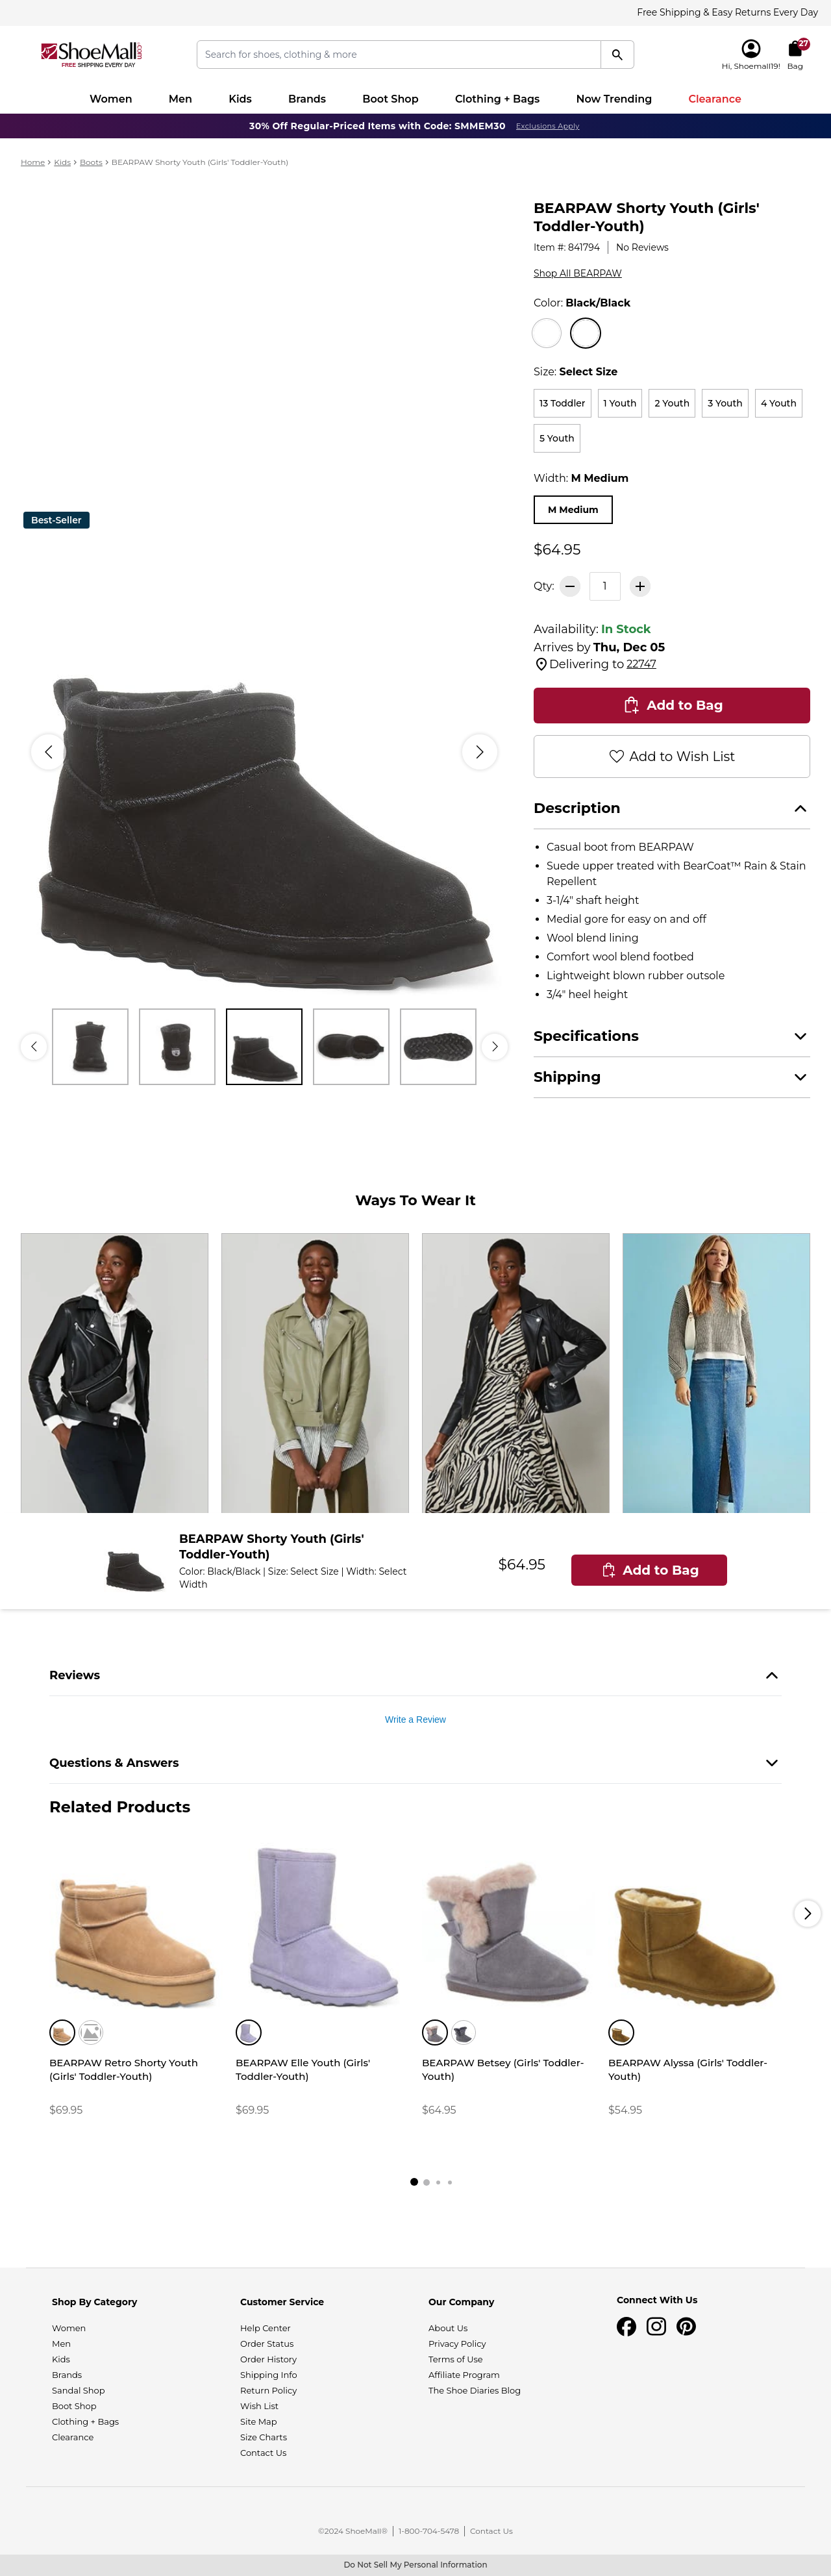 Free Shipping & Easy Returns Every Day
ShoeMall.com
FREE SHIPPING EVERY DAY
Search for shoes, clothing & more
27
Hi, Shoemall19!
Bag
Women
Men
Kids
Brands
Boot Shop
Clothing + Bags
Now Trending
Clearance
30% Off Regular-Priced Items with Code: SMMEM30
Exclusions Apply
Home > Kids > Boots > BEARPAW Shorty Youth (Girls' Toddler-Youth)
BEARPAW Shorty Youth (Girls'
Toddler-Youth)
Item #: 841794
No Reviews
Shop All BEARPAW
Color: Black/Black
Size: Select Size
13 Toddler
1 Youth
2 Youth
3 Youth
4 Youth
5 Youth
Width: M Medium
M Medium
Best-Seller
$64.95
Qty:
1
Availability: In Stock
Arrives by Thu, Dec 05
Delivering to 22747
Add to Bag
Add to Wish List
Description
Casual boot from BEARPAW
Suede upper treated with BearCoat™ Rain & Stain
Repellent
3-1/4" shaft height
Medial gore for easy on and off
Wool blend lining
Comfort wool blend footbed
Lightweight blown rubber outsole
3/4" heel height
Specifications
Shipping
Ways To Wear It
BEARPAW Shorty Youth (Girls'
Toddler-Youth)
Color: Black/Black | Size: Select Size | Width: Select
Width
$64.95
Add to Bag
Reviews
Write a Review
Questions & Answers
Related Products
BEARPAW Retro Shorty Youth
(Girls' Toddler-Youth)
$69.95
BEARPAW Elle Youth (Girls'
Toddler-Youth)
$69.95
BEARPAW Betsey (Girls' Toddler-
Youth)
$64.95
BEARPAW Alyssa (Girls' Toddler-
Youth)
$54.95
Shop By Category
Women
Men
Kids
Brands
Sandal Shop
Boot Shop
Clothing + Bags
Clearance
Customer Service
Help Center
Order Status
Order History
Shipping Info
Return Policy
Wish List
Site Map
Size Charts
Contact Us
Our Company
About Us
Privacy Policy
Terms of Use
Affiliate Program
The Shoe Diaries Blog
Connect With Us
©2024 ShoeMall®
1-800-704-5478
Contact Us
Do Not Sell My Personal Information